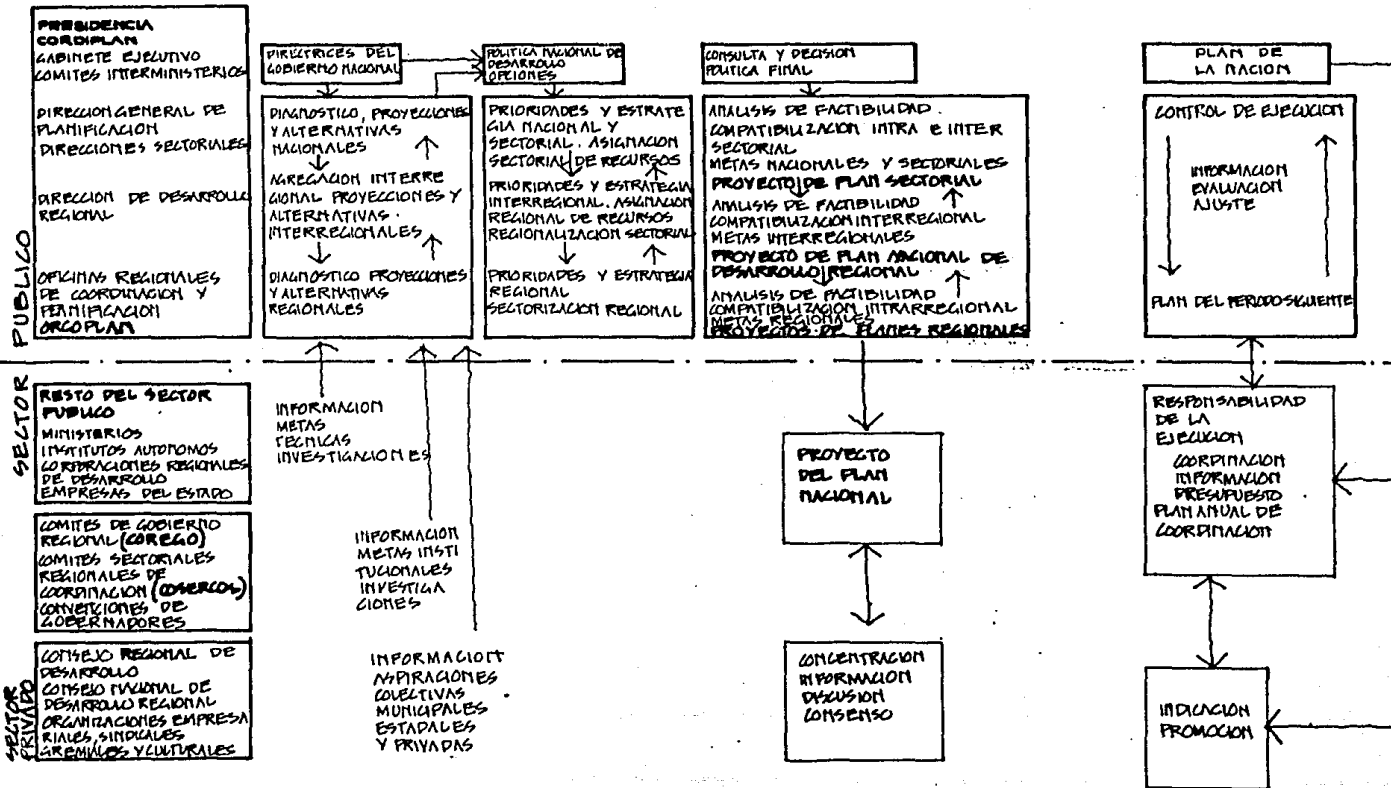 PRESIDENCIA
CORDIPLAN
GABINETE EJECUTIVO
COMITES INTERMINISTERIOS
DIRECCION GENERAL DE
PLANIFICACION
DIRECCIONES SECTORIALES
DIRECCION DE DESARROLLO
REGIONAL
OFICINAS REGIONALES
DE COORDINACION Y
PLANIFICACION
ORCOPLAN
DIRECTRICES DEL
GOBIERNO NACIONAL
DIAGNOSTICO, PROYECCIONES
Y ALTERNATIVAS
NACIONALES
AGREGACION INTERRE
GIONAL PROYECCIONES Y
ALTERNATIVAS.
INTERREGIONALES
DIAGNOSTICO PROYECCIONES
Y ALTERNATIVAS
REGIONALES
POLITICA NACIONAL DE
DESARROLLO
OPCIONES
PRIORIDADES Y ESTRATE
GIA NACIONAL Y
SECTORIAL. ASIGNACION
SECTORIAL DE RECURSOS
PRIORIDADES Y ESTRATEGIA
INTERREGIONAL. ASIGNACION
REGIONAL DE RECURSOS
REGIONALIZACION SECTORIAL
PRIORIDADES Y ESTRATEGIA
REGIONAL
SECTORIZACION REGIONAL
CONSULTA Y DECISION
POLITICA FINAL
ANALISIS DE FACTIBILIDAD.
COMPATIBILIZACION INTRA E INTER
SECTORIAL
METAS NACIONALES Y SECTORIALES
PROYECTO DE PLAN SECTORIAL
ANALISIS DE FACTIBILIDAD
COMPATIBILIZACION INTERREGIONAL
METAS INTERREGIONALES
PROYECTO DE PLAN NACIONAL DE
DESARROLLO REGIONAL
ANALISIS DE FACTIBILIDAD
COMPATIBILIZACION INTRARREGIONAL
METAS REGIONALES
PROYECTOS DE PLANES REGIONALES
PLAN DE
LA NACION
CONTROL DE EJECUCION
INFORMACION
EVALUACION
AJUSTE
PLAN DEL PERIODO SIGUIENTE
SECTOR PUBLICO
RESTO DEL SECTOR
PUBLICO
MINISTERIOS
INSTITUTOS AUTONOMOS
CORPORACIONES REGIONALES
DE DESARROLLO
EMPRESAS DEL ESTADO
COMITES DE GOBIERNO
REGIONAL (COREGO)
COMITES SECTORIALES
REGIONALES DE
COORDINACION (COSERCOS)
CONVENCIONES DE
GOBERNADORES
INFORMACION
METAS
TECNICAS
INVESTIGACIONES
INFORMACION
METAS INSTI
TUCIONALES
INVESTIGA
CIONES
PROYECTO
DEL PLAN
NACIONAL
RESPONSABILIDAD
DE LA
EJECUCION
COORDINACION
INFORMACION
PRESUPUESTO
PLAN ANUAL DE
COORDINACION
SECTOR
PRIVADO
CONSEJO REGIONAL DE
DESARROLLO
CONSEJO NACIONAL DE
DESARROLLO REGIONAL
ORGANIZACIONES EMPRESA
RIALES, SINDICALES
GREMIALES Y CULTURALES
INFORMACION
ASPIRACIONES
COLECTIVAS
MUNICIPALES
ESTADALES
Y PRIVADAS
CONCENTRACION
INFORMACION
DISCUSION
CONSENSO
INDICACION
PROMOCION